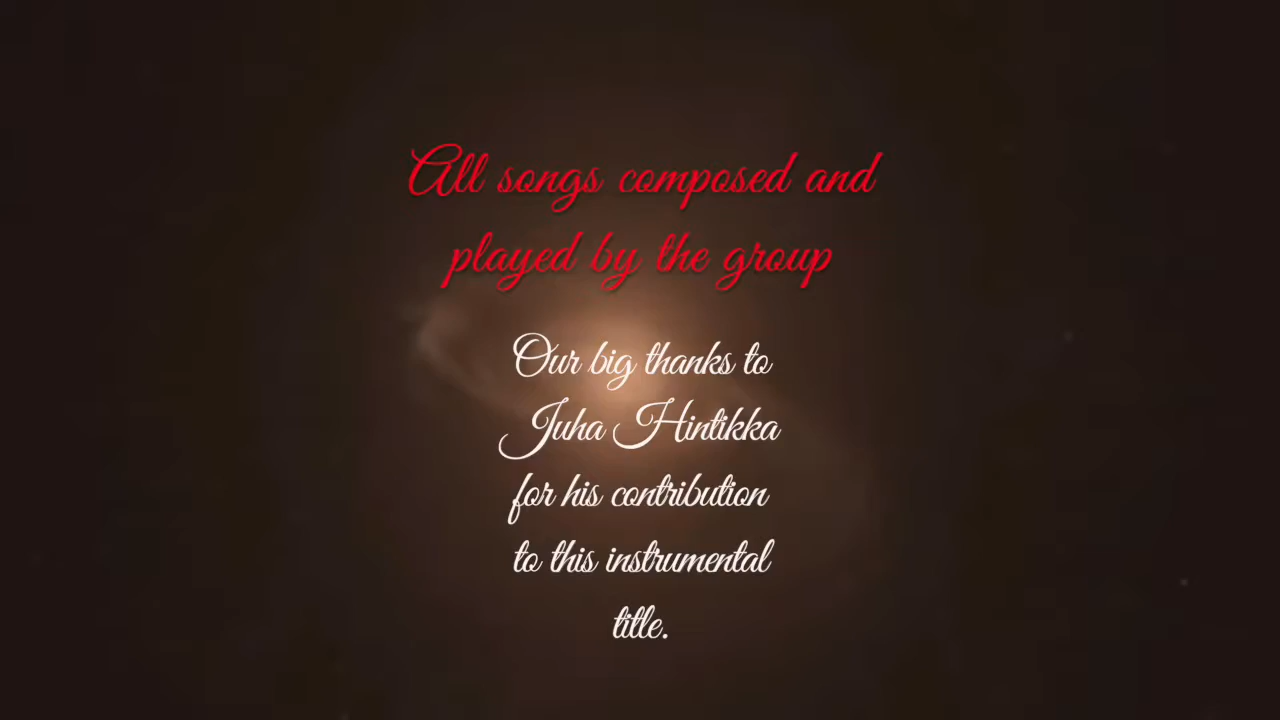 All songs composed and
played by the group
Our big thanks to
Juha Hintikka
for his contribution
to this instrumental
title.